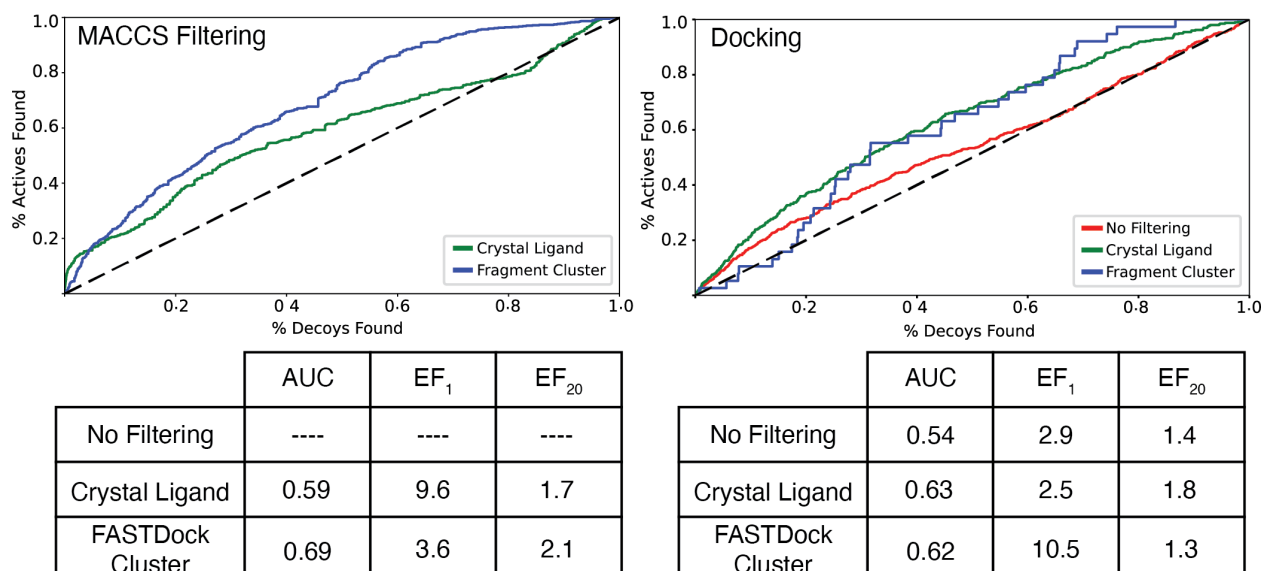 MACCS Filtering
% Actives Found
1.0
0.8
0.6
0.4
0.2
0.2
0.4
0.6
0.8
1.0
% Decoys Found
Crystal Ligand
Fragment Cluster
Docking
% Actives Found
1.0
0.8
0.6
0.4
0.2
0.2
0.4
0.6
0.8
1.0
% Decoys Found
No Filtering
Crystal Ligand
Fragment Cluster
AUC EF1 EF20
No Filtering ---- ---- ----
Crystal Ligand 0.59 9.6 1.7
FASTDock
Cluster 0.69 3.6 2.1
AUC EF1 EF20
No Filtering 0.54 2.9 1.4
Crystal Ligand 0.63 2.5 1.8
FASTDock
Cluster 0.62 10.5 1.3